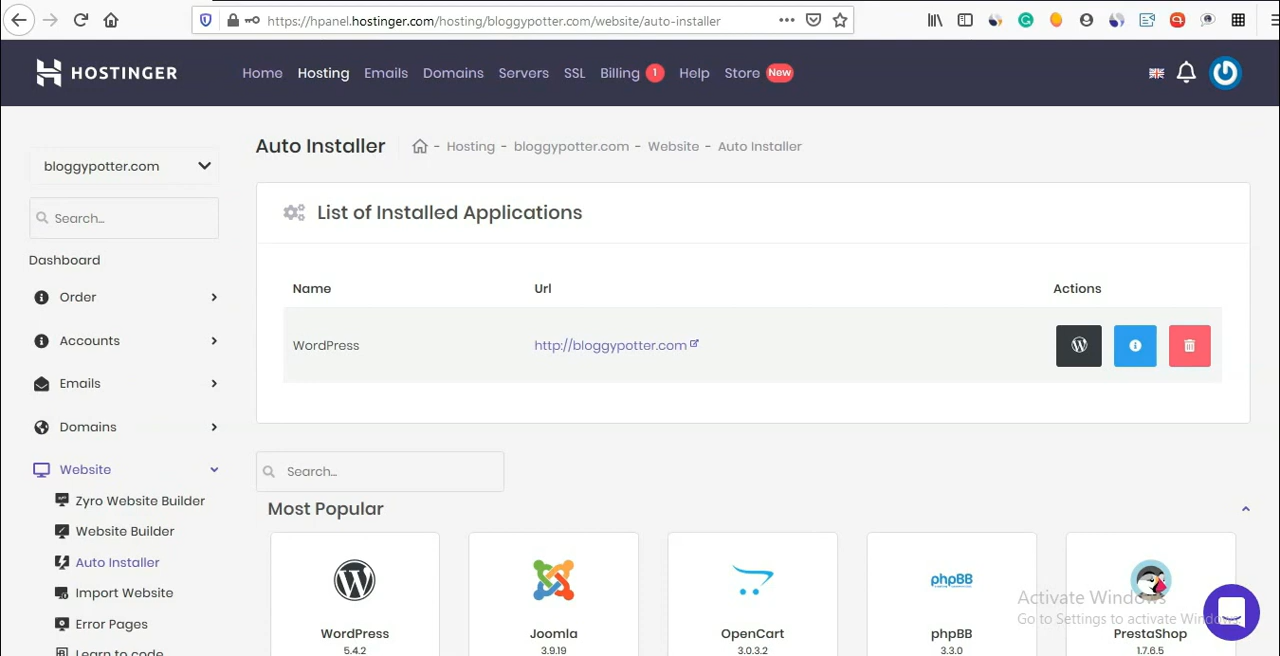 https://hpanel.hostinger.com/hosting/bloggypotter.com/website/auto-installer
HOSTINGER
Home Hosting Emails Domains Servers SSL Billing 1 Help Store New
bloggypotter.com
Search...
Dashboard
Order
Accounts
Emails
Domains
Website
Zyro Website Builder
Website Builder
Auto Installer
Import Website
Error Pages
Learn to code
Auto Installer - Hosting - bloggypotter.com - Website - Auto Installer
List of Installed Applications
Name Url Actions
WordPress http://bloggypotter.com
Search...
Most Popular
WordPress
5.4.2
Joomla
3.9.19
OpenCart
3.0.3.2
phpBB
phpBB
3.3.0
PrestaShop
1.7.6.5
Activate Windows
Go to Settings to activate Windows.